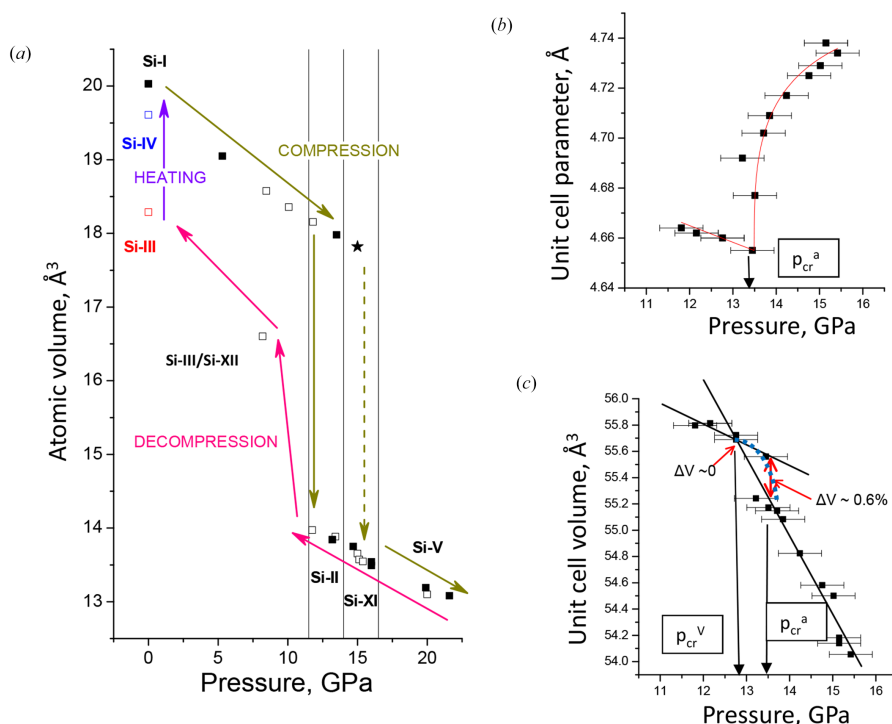 (a)
Si-I
20
Si-IV
COMPRESSION
19
HEATING
Si-III
18
Atomic volume, Å³
17
Si-III/Si-XII
16
DECOMPRESSION
15
14
Si-V
Si-II
Si-XI
13
0 5 10 15 20
Pressure, GPa
(b)
4.74
4.72
4.70
4.68
4.66
4.64
Unit cell parameter, Å
p_cr^a
11 12 13 14 15 16
Pressure, GPa
(c)
56.0
55.8
55.6
55.4
55.2
55.0
54.8
54.6
54.4
54.2
54.0
Unit cell volume, Å³
ΔV ~0
ΔV ~ 0.6%
p_cr^V
p_cr^a
11 12 13 14 15 16
Pressure, GPa